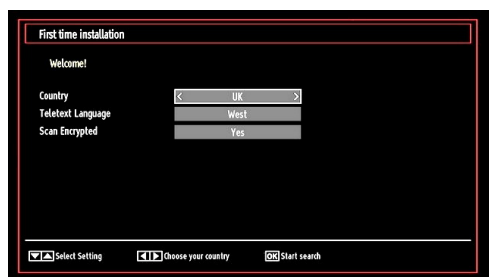 First time installation
Welcome!
Country < UK >
Teletext Language West
Scan Encrypted Yes
Select Setting Choose your country OK Start search